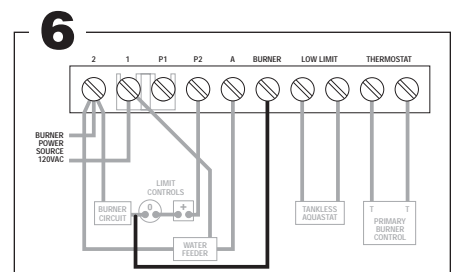 6
2 1 P1 P2 A BURNER LOW LIMIT THERMOSTAT
BURNER
POWER
SOURCE
120VAC
LIMIT
CONTROLS
0 +
BURNER
CIRCUIT
WATER
FEEDER
TANKLESS
AQUASTAT
T T
PRIMARY
BURNER
CONTROL